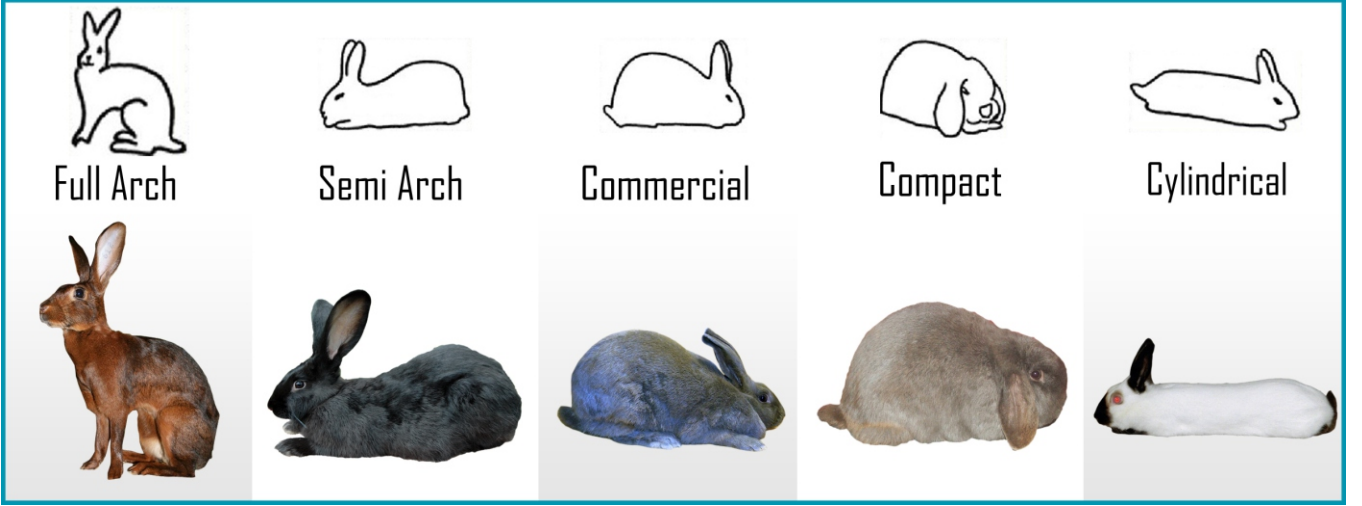 Full Arch
Semi Arch
Commercial
Compact
Cylindrical